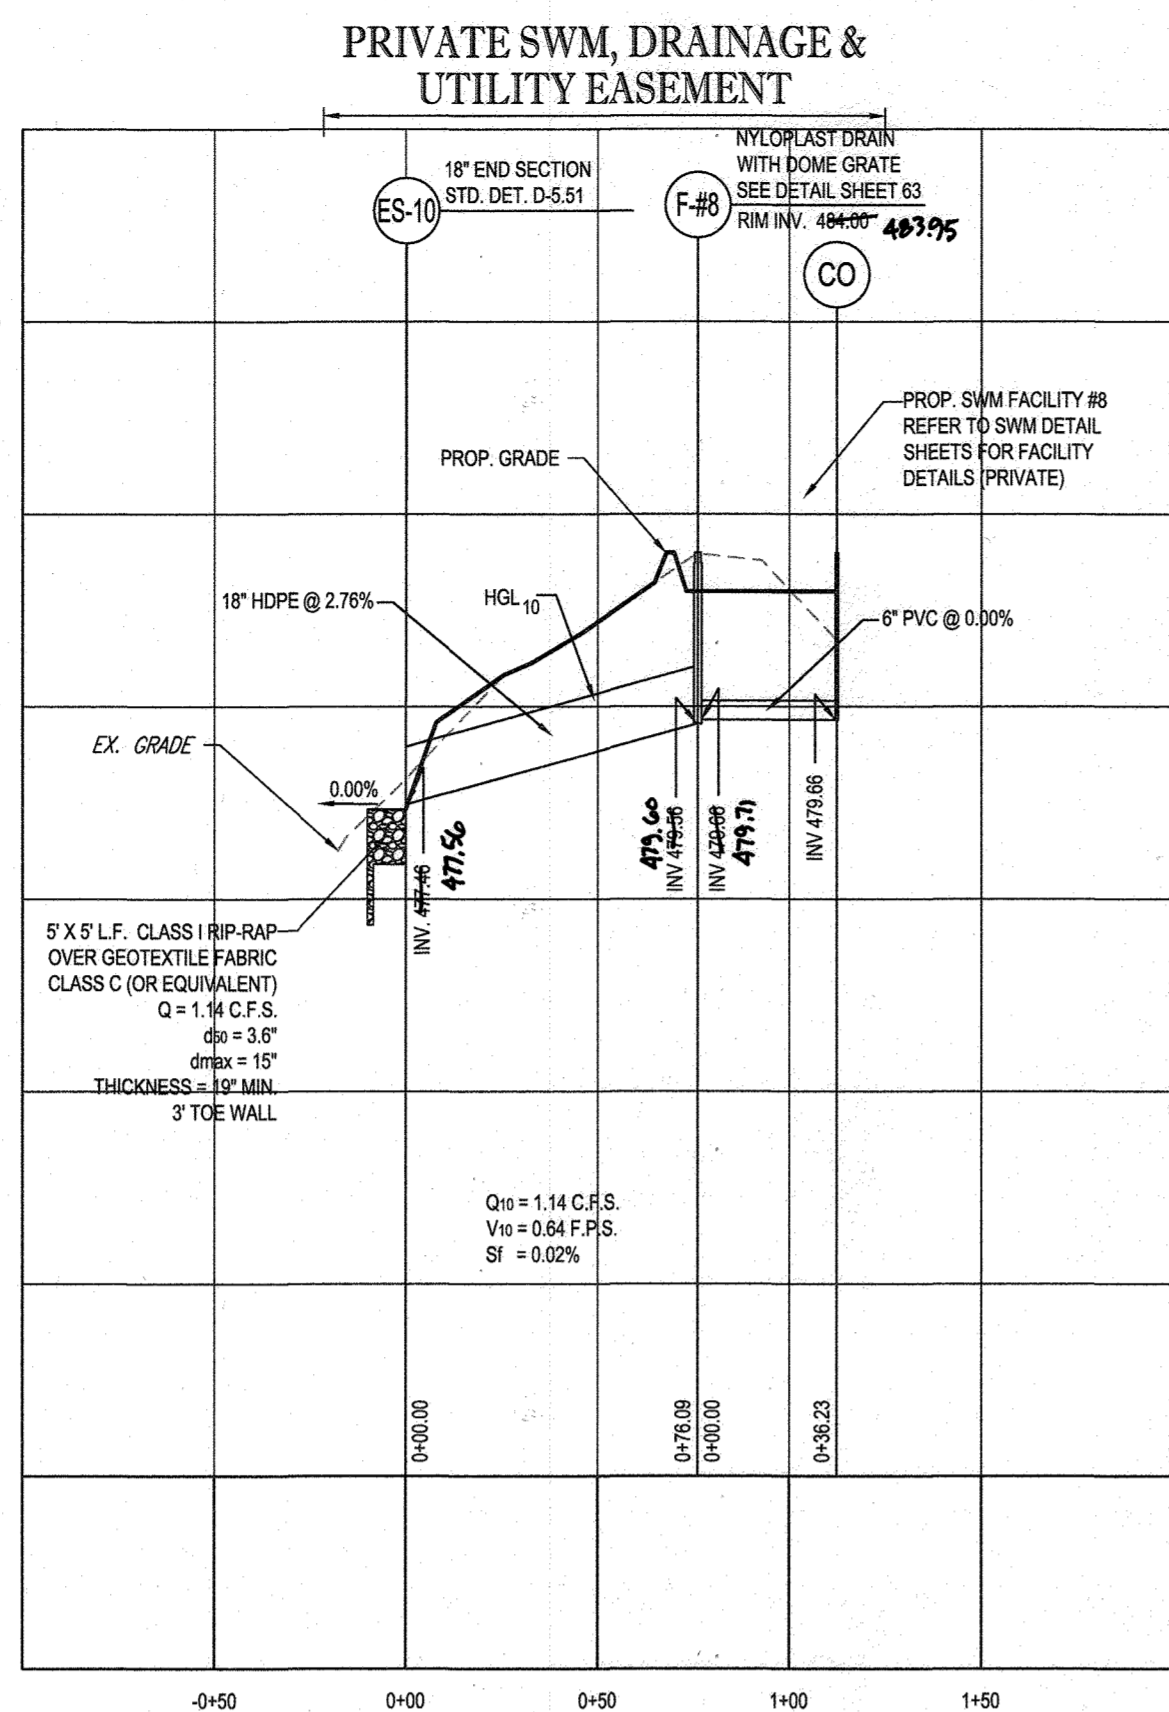 PRIVATE SWM, DRAINAGE &
UTILITY EASEMENT
18" END SECTION
STD. DET. D-5.51
ES-10
NYLOPLAST DRAIN
WITH DOME GRATE
SEE DETAIL SHEET 63
RIM INV. 484.00 483.95
F-#8
CO
PROP. SWM FACILITY #8
REFER TO SWM DETAIL
SHEETS FOR FACILITY
DETAILS (PRIVATE)
PROP. GRADE
18" HDPE @ 2.76%
HGL10
6" PVC @ 0.00%
EX. GRADE
0.00%
INV. 477.46
477.56
479.60
INV 479.56
INV 479.66
479.71
INV 479.66
5' X 5' L.F. CLASS I RIP-RAP
OVER GEOTEXTILE FABRIC
CLASS C (OR EQUIVALENT)
Q = 1.14 C.F.S.
d50 = 3.6"
dmax = 15"
THICKNESS = 19" MIN.
3' TOE WALL
Q10 = 1.14 C.F.S.
V10 = 0.64 F.P.S.
Sf = 0.02%
0+00.00
0+76.09
0+00.00
0+36.23
-0+50
0+00
0+50
1+00
1+50